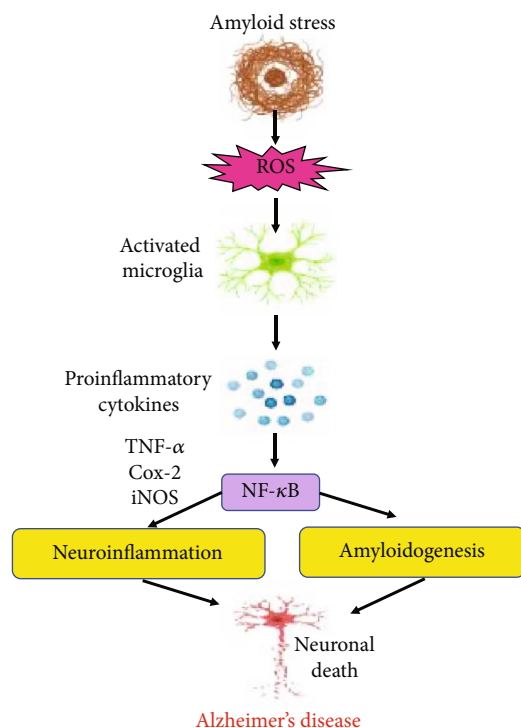 Amyloid stress
ROS
Activated
microglia
Proinflammatory
cytokines
TNF-α
Cox-2
iNOS
NF-κB
Neuroinflammation
Amyloidogenesis
Neuronal
death
Alzheimer's disease